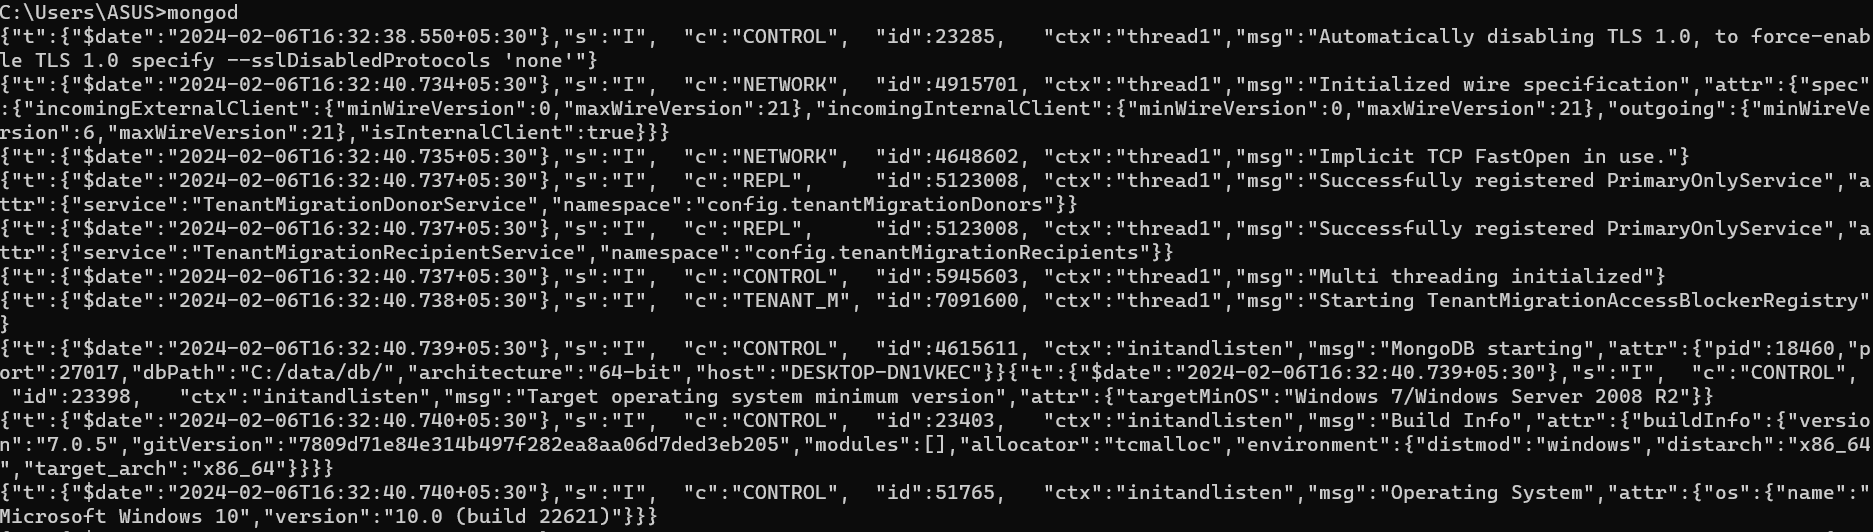 C:\Users\ASUS>mongod
{"t":{"$date":"2024-02-06T16:32:38.550+05:30"},"s":"I",  "c":"CONTROL",  "id":23285,   "ctx":"thread1","msg":"Automatically disabling TLS 1.0, to force-enab
le TLS 1.0 specify --sslDisabledProtocols 'none'"}
{"t":{"$date":"2024-02-06T16:32:40.734+05:30"},"s":"I",  "c":"NETWORK",  "id":4915701, "ctx":"thread1","msg":"Initialized wire specification","attr":{"spec"
:{"incomingExternalClient":{"minWireVersion":0,"maxWireVersion":21},"incomingInternalClient":{"minWireVersion":0,"maxWireVersion":21},"outgoing":{"minWireVe
rsion":6,"maxWireVersion":21},"isInternalClient":true}}}
{"t":{"$date":"2024-02-06T16:32:40.735+05:30"},"s":"I",  "c":"NETWORK",  "id":4648602, "ctx":"thread1","msg":"Implicit TCP FastOpen in use."}
{"t":{"$date":"2024-02-06T16:32:40.737+05:30"},"s":"I",  "c":"REPL",     "id":5123008, "ctx":"thread1","msg":"Successfully registered PrimaryOnlyService","a
ttr":{"service":"TenantMigrationDonorService","namespace":"config.tenantMigrationDonors"}}
{"t":{"$date":"2024-02-06T16:32:40.737+05:30"},"s":"I",  "c":"REPL",     "id":5123008, "ctx":"thread1","msg":"Successfully registered PrimaryOnlyService","a
ttr":{"service":"TenantMigrationRecipientService","namespace":"config.tenantMigrationRecipients"}}
{"t":{"$date":"2024-02-06T16:32:40.737+05:30"},"s":"I",  "c":"CONTROL",  "id":5945603, "ctx":"thread1","msg":"Multi threading initialized"}
{"t":{"$date":"2024-02-06T16:32:40.738+05:30"},"s":"I",  "c":"TENANT_M", "id":7091600, "ctx":"thread1","msg":"Starting TenantMigrationAccessBlockerRegistry"
}
{"t":{"$date":"2024-02-06T16:32:40.739+05:30"},"s":"I",  "c":"CONTROL",  "id":4615611, "ctx":"initandlisten","msg":"MongoDB starting","attr":{"pid":18460,"p
ort":27017,"dbPath":"C:/data/db/","architecture":"64-bit","host":"DESKTOP-DN1VKEC"}}{"t":{"$date":"2024-02-06T16:32:40.739+05:30"},"s":"I",  "c":"CONTROL",
 "id":23398,   "ctx":"initandlisten","msg":"Target operating system minimum version","attr":{"targetMinOS":"Windows 7/Windows Server 2008 R2"}}
{"t":{"$date":"2024-02-06T16:32:40.740+05:30"},"s":"I",  "c":"CONTROL",  "id":23403,   "ctx":"initandlisten","msg":"Build Info","attr":{"buildInfo":{"versio
n":"7.0.5","gitVersion":"7809d71e84e314b497f282ea8aa06d7ded3eb205","modules":[],"allocator":"tcmalloc","environment":{"distmod":"windows","distarch":"x86_64
","target_arch":"x86_64"}}}}
{"t":{"$date":"2024-02-06T16:32:40.740+05:30"},"s":"I",  "c":"CONTROL",  "id":51765,   "ctx":"initandlisten","msg":"Operating System","attr":{"os":{"name":"
Microsoft Windows 10","version":"10.0 (build 22621)"}}}